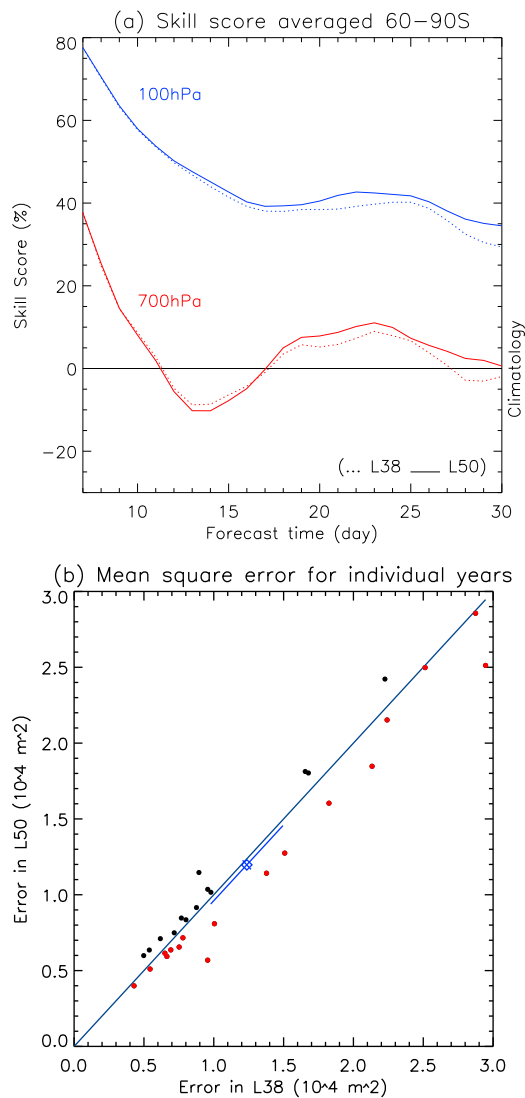 (a) Skill score averaged 60−90S
80
60
40
20
0
−20
Skill Score (%)
100hPa
700hPa
Climatology
(... L38 ___ L50)
10 15 20 25 30
Forecast time (day)
(b) Mean square error for individual years
3.0
2.5
2.0
1.5
1.0
0.5
0.0
Error in L50 (10^4 m^2)
0.0 0.5 1.0 1.5 2.0 2.5 3.0
Error in L38 (10^4 m^2)